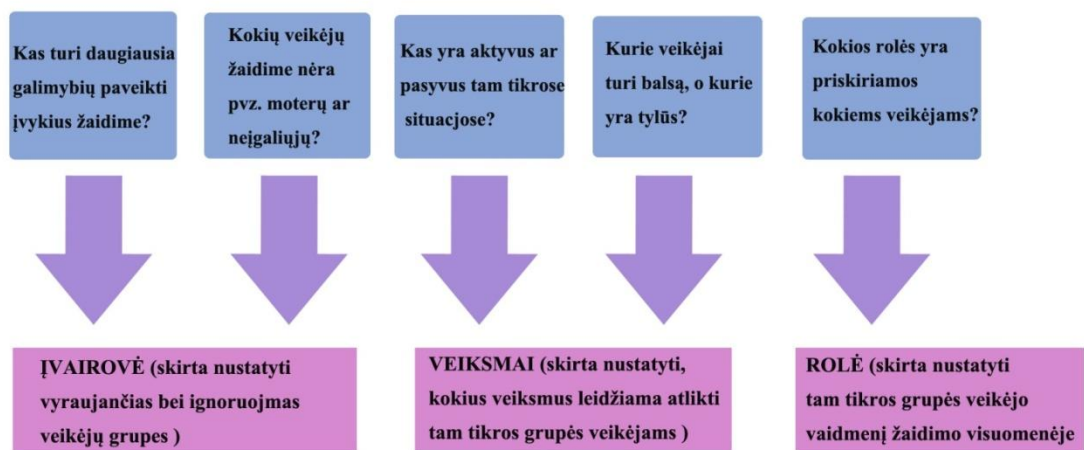 Kas turi daugiausia
galimybių paveikti
įvykius žaidime?
Kokių veikėjų
žaidime nėra
pvz. moterų ar
neįgaliųjų?
Kas yra aktyvus ar
pasyvus tam tikrose
situacjose?
Kurie veikėjai
turi balsą, o kurie
yra tylūs?
Kokios rolės yra
priskiriamos
kokiems veikėjams?
ĮVAIROVĖ (skirta nustatyti
vyraujančias bei ignoruojmas
veikėjų grupes )
VEIKSMAI (skirta nustatyti,
kokius veiksmus leidžiama atlikti
tam tikros grupės veikėjams )
ROLĖ (skirta nustatyti
tam tikros grupės veikėjo
vaidmenį žaidimo visuomenėje